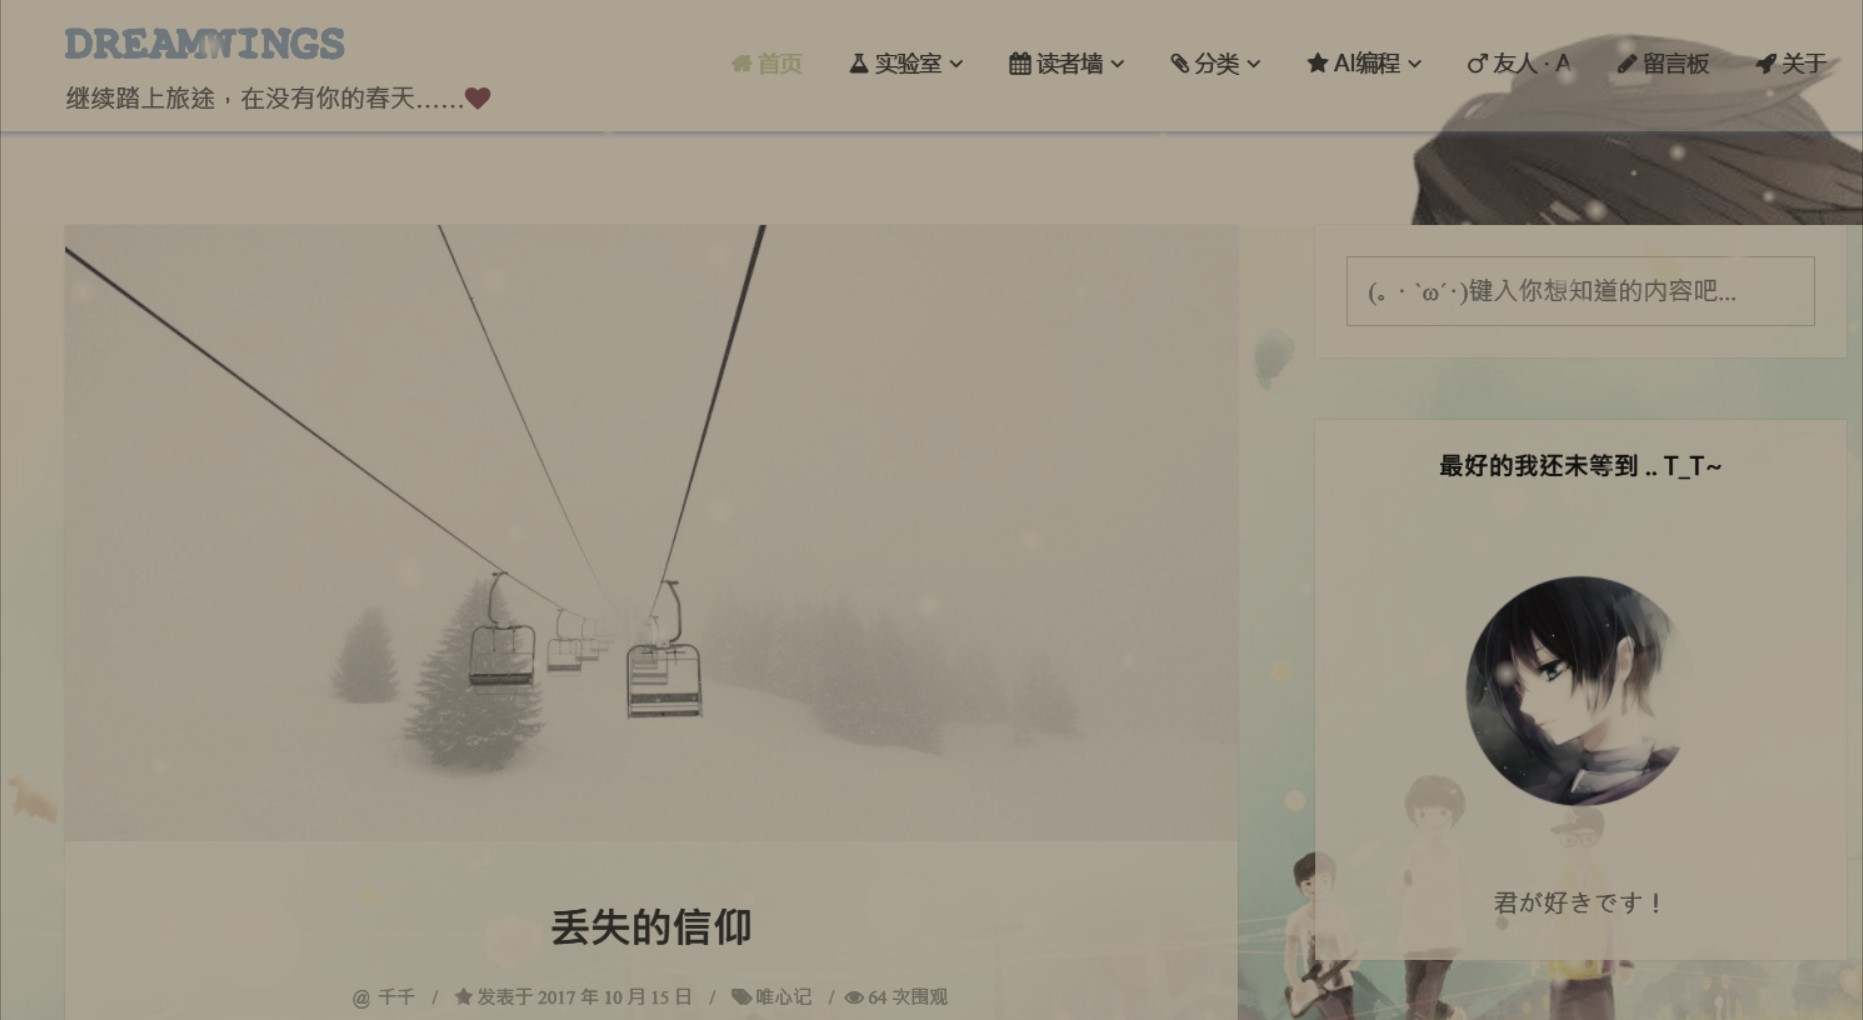 DREAMWINGS
继续踏上旅途，在没有你的春天……
首页 实验室 读者墙 分类 AI编程 友人·A 留言板 关于
(。・`ω´・)键入你想知道的内容吧...
最好的我还未等到 .. T_T~
君が好きです！
丢失的信仰
@ 千千 / 发表于 2017 年 10 月 15 日 / 唯心记 / 64 次围观